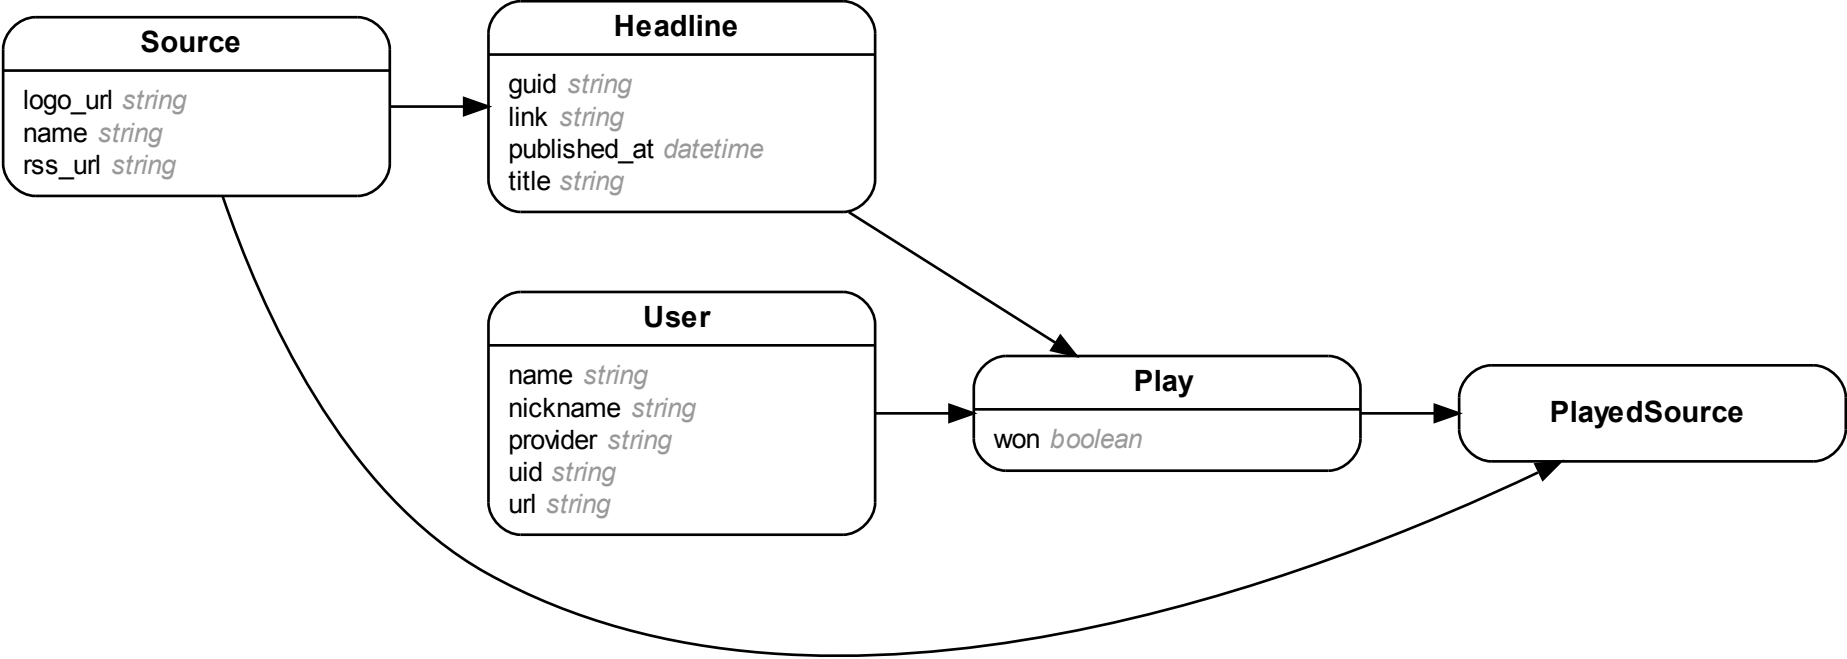 Source
logo_url string
name string
rss_url string
Headline
guid string
link string
published_at datetime
title string
User
name string
nickname string
provider string
uid string
url string
Play
won boolean
PlayedSource